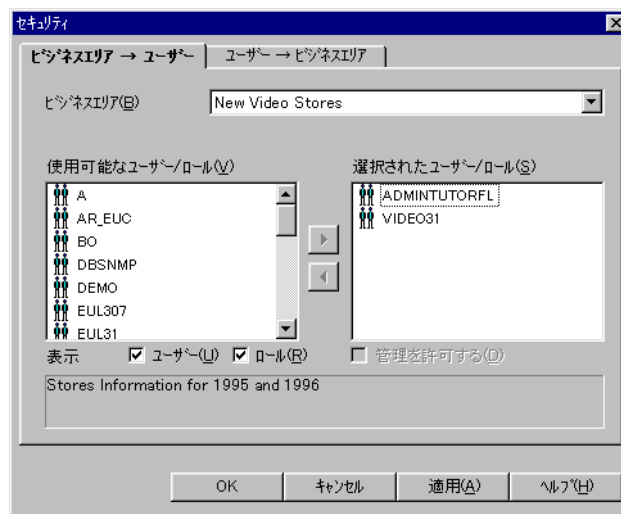 セキュリティ
ビジネスエリア → ユーザー
ユーザー → ビジネスエリア
ビジネスエリア(B)
New Video Stores
使用可能なユーザー/ロール(V)
選択されたユーザー/ロール(S)
A
AR_EUC
BO
DBSNMP
DEMO
EUL307
EUL31
ADMINTUTORFL
VIDEO31
表示
ユーザー(U)
ロール(R)
管理を許可する(D)
Stores Information for 1995 and 1996
OK
キャンセル
適用(A)
ヘルプ(H)